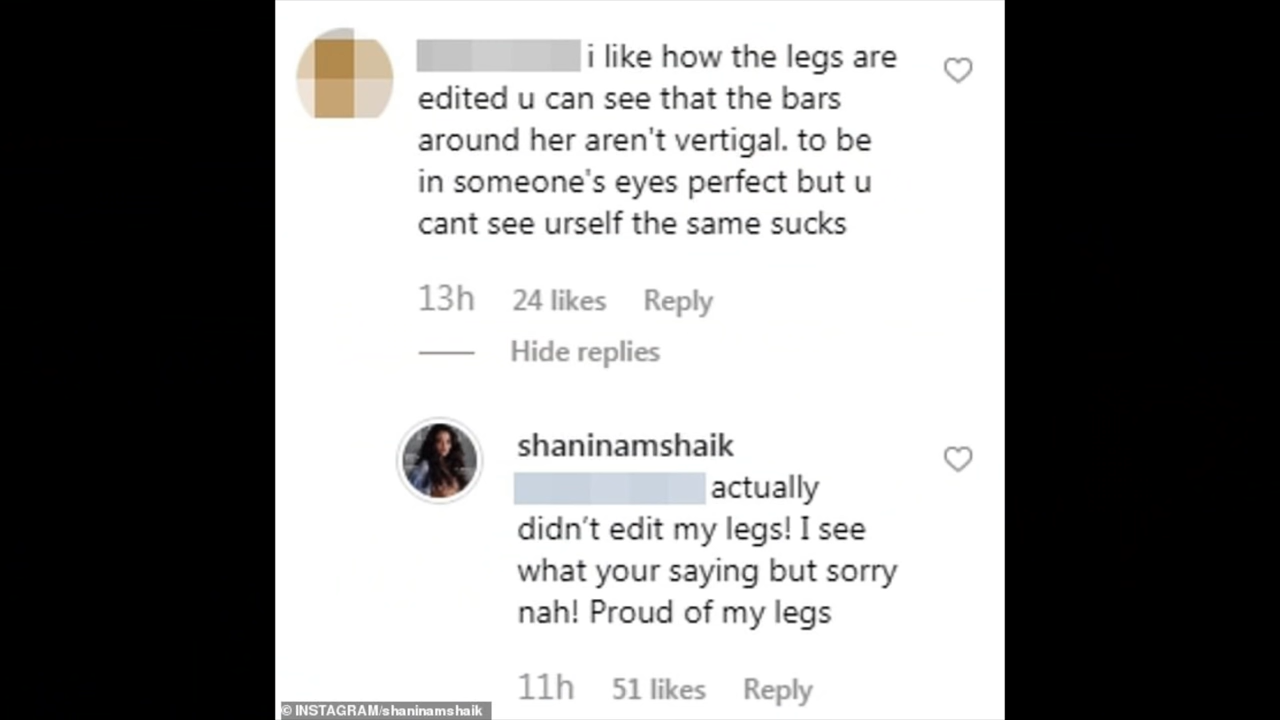 i like how the legs are
edited u can see that the bars
around her aren't vertigal. to be
in someone's eyes perfect but u
cant see urself the same sucks
13h 24 likes Reply
Hide replies
shaninamshaik
actually
didn’t edit my legs! I see
what your saying but sorry
nah! Proud of my legs
11h 51 likes Reply
© INSTAGRAM/shaninamshaik